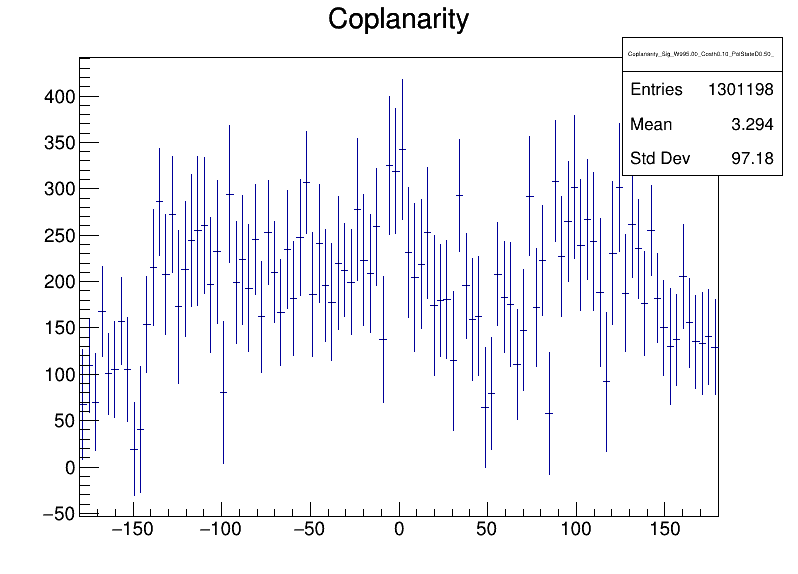 Coplanarity
Coplanarity_Sig_W995.00_Costh0.10_PolStateD0.50_
Entries 1301198
Mean 3.294
Std Dev 97.18
400
350
300
250
200
150
100
50
0
−50
−150 −100 −50 0 50 100 150